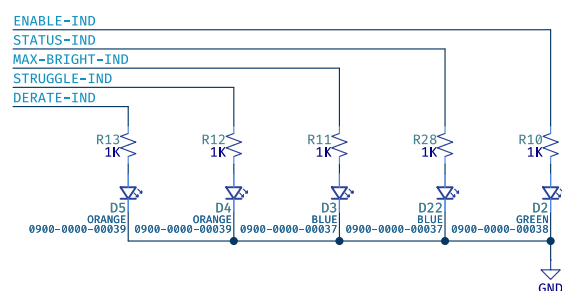 ENABLE-IND
STATUS-IND
MAX-BRIGHT-IND
STRUGGLE-IND
DERATE-IND
R13 R12 R11 R28 R10
1K 1K 1K 1K 1K
D5 D4 D3 D22 D2
ORANGE ORANGE BLUE BLUE GREEN
0900-0000-00039 0900-0000-00039 0900-0000-00037 0900-0000-00037 0900-0000-00038
GND